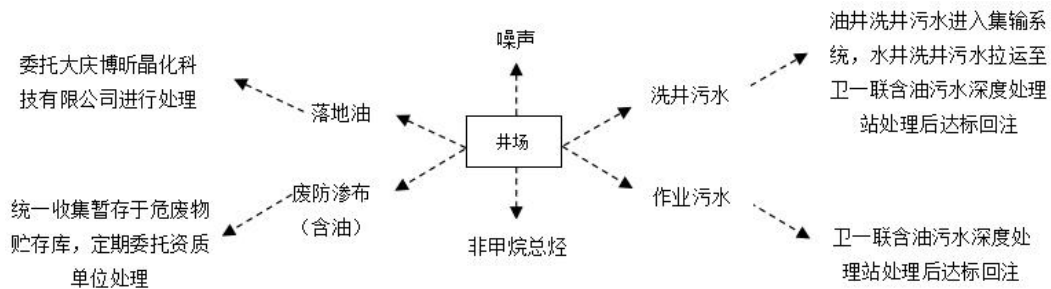 噪声
委托大庆博昕晶化科
技有限公司进行处理
落地油
井场
洗井污水
油井洗井污水进入集输系
统，水井洗井污水拉运至
卫一联含油污水深度处理
站处理后达标回注
统一收集暂存于危废物
贮存库，定期委托资质
单位处理
废防渗布
（含油）
非甲烷总烃
作业污水
卫一联含油污水深度处
理站处理后达标回注